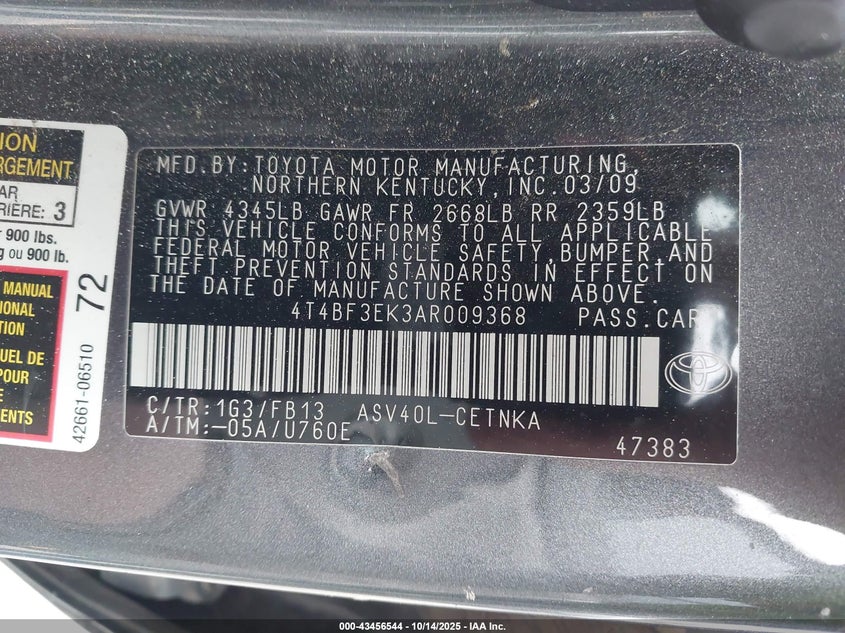 MFD.BY:TOYOTA MOTOR MANUFACTURING,
NORTHERN KENTUCKY,INC.03/09
GVWR 4345LB GAWR FR 2668LB RR 2359LB
THIS VEHICLE CONFORMS TO ALL APPLICABLE
FEDERAL MOTOR VEHICLE SAFETY,BUMPER,AND
THEFT PREVENTION STANDARDS IN EFFECT ON
THE DATE OF MANUFACTURE SHOWN ABOVE.
4T4BF3EK3AR009368 PASS.CAR
C/TR:1G3/FB13 ASV40L-CETNKA
A/TM:-05A/U760E
47383
ION
RGEMENT
AR
RIERE: 3
r 900 lbs.
g ou 900 lb.
MANUAL
IONAL
TION
UEL DE
POUR
E
MENTS
42661-06510 72
000-43456544 - 10/14/2025 - IAA Inc.